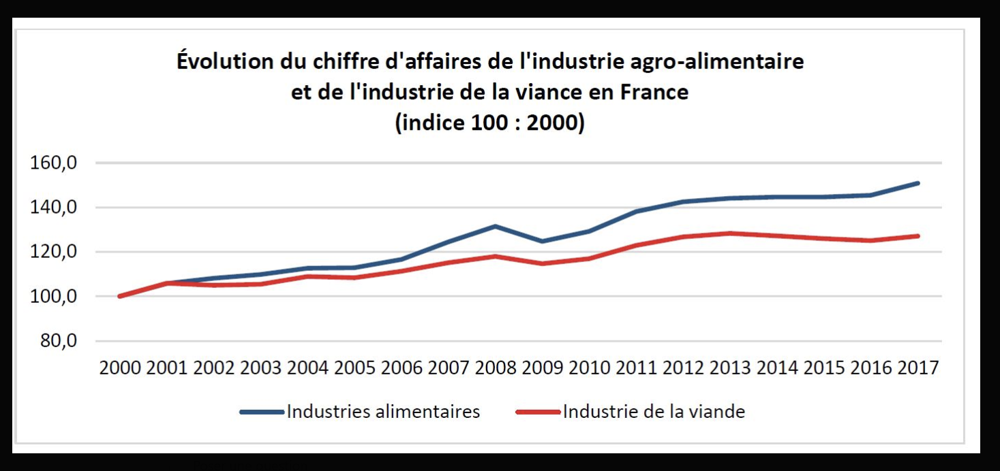 Évolution du chiffre d'affaires de l'industrie agro-alimentaire
et de l'industrie de la viance en France
(indice 100 : 2000)
160,0
140,0
120,0
100,0
80,0
2000 2001 2002 2003 2004 2005 2006 2007 2008 2009 2010 2011 2012 2013 2014 2015 2016 2017
Industries alimentaires Industrie de la viande